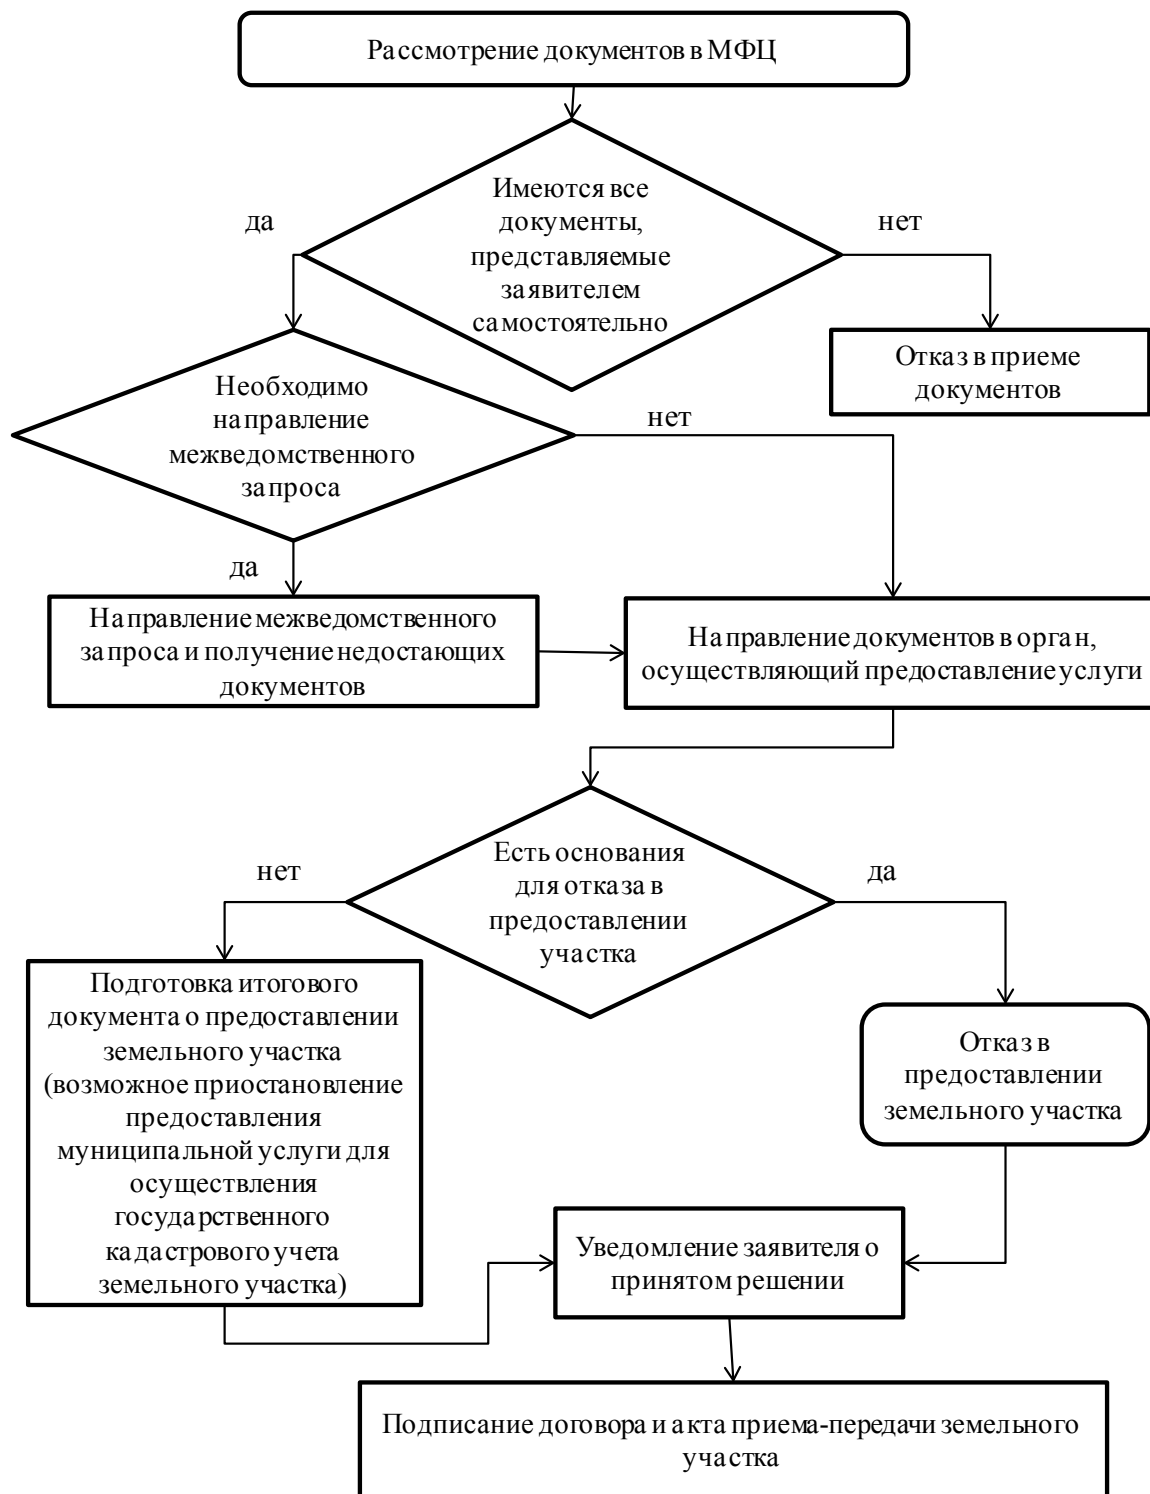 Рассмотрение документов в МФЦ
Имеются все
документы,
представляемые
заявителем
самостоятельно
да
нет
Отказ в приеме
документов
Необходимо
направление
межведомственного
запроса
нет
да
Направление межведомственного
запроса и получение недостающих
документов
Направление документов в орган,
осуществляющий предоставление услуги
Есть основания
для отказа в
предоставлении
участка
нет
да
Подготовка итогового
документа о предоставлении
земельного участка
(возможное приостановление
предоставления
муниципальной услуги для
осуществления
государственного
кадастрового учета
земельного участка)
Отказ в
предоставлении
земельного участка
Уведомление заявителя о
принятом решении
Подписание договора и акта приема-передачи земельного
участка